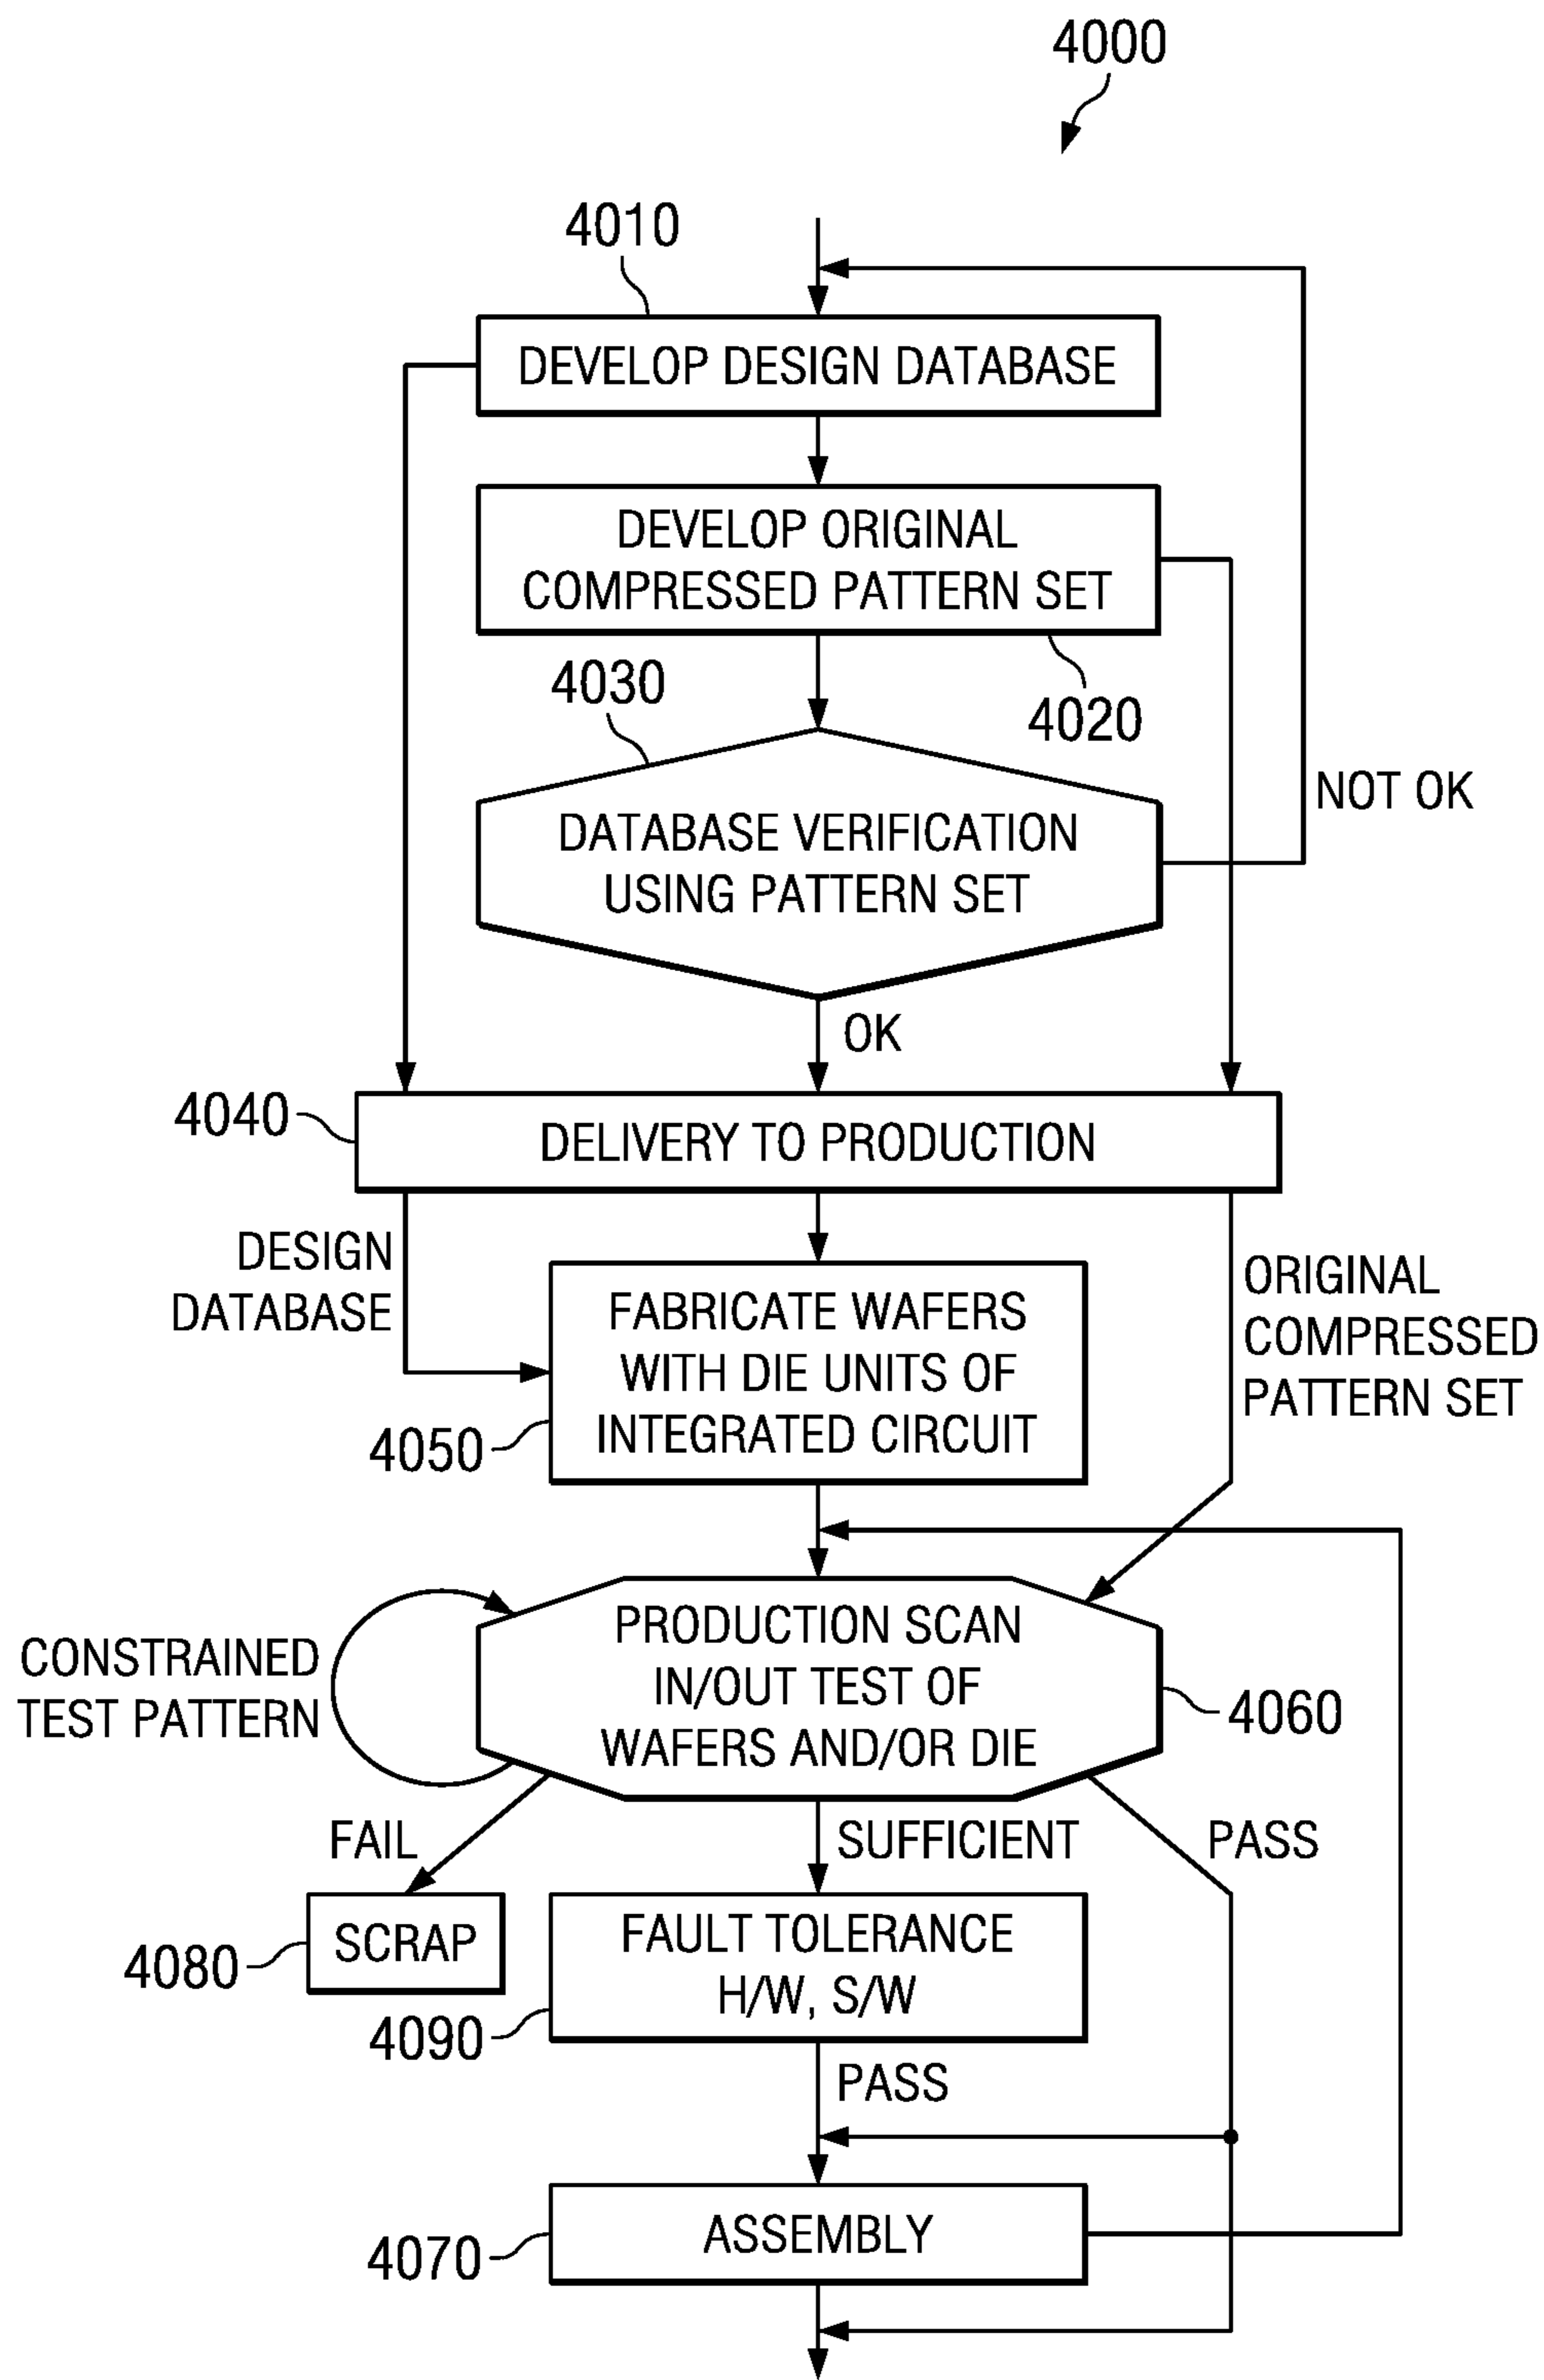 4000
4010
DEVELOP DESIGN DATABASE
DEVELOP ORIGINAL
COMPRESSED PATTERN SET
4020
4030
DATABASE VERIFICATION
USING PATTERN SET
NOT OK
OK
4040
DELIVERY TO PRODUCTION
DESIGN
DATABASE
FABRICATE WAFERS
WITH DIE UNITS OF
INTEGRATED CIRCUIT
4050
ORIGINAL
COMPRESSED
PATTERN SET
CONSTRAINED
TEST PATTERN
PRODUCTION SCAN
IN/OUT TEST OF
WAFERS AND/OR DIE
4060
FAIL
SUFFICIENT
PASS
SCRAP
4080
FAULT TOLERANCE
H/W, S/W
4090
PASS
ASSEMBLY
4070